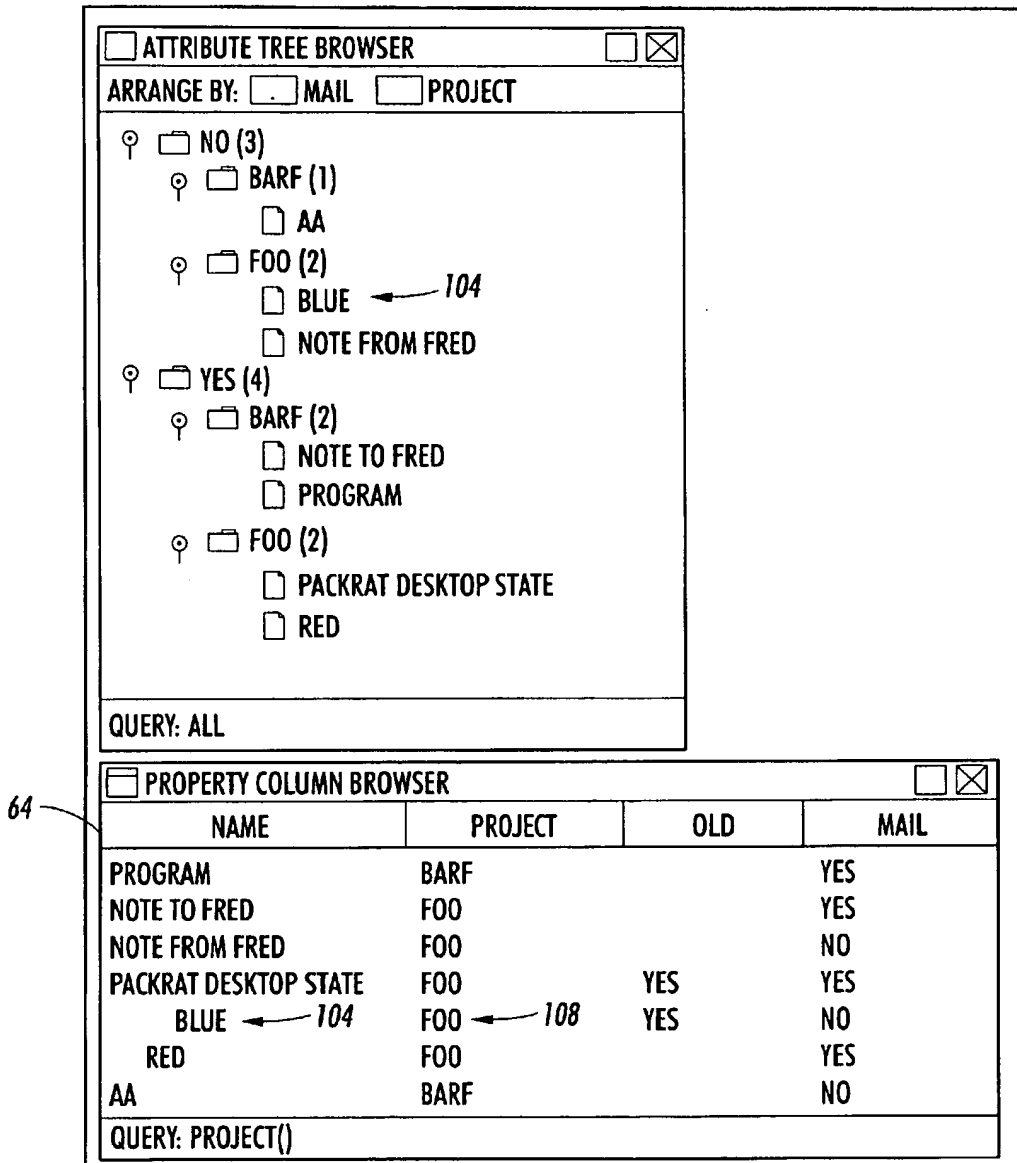 ATTRIBUTE TREE BROWSER
ARRANGE BY: MAIL PROJECT
NO (3)
BARF (1)
AA
FOO (2)
BLUE 104
NOTE FROM FRED
YES (4)
BARF (2)
NOTE TO FRED
PROGRAM
FOO (2)
PACKRAT DESKTOP STATE
RED
QUERY: ALL
PROPERTY COLUMN BROWSER
64
NAME PROJECT OLD MAIL
PROGRAM BARF YES
NOTE TO FRED FOO YES
NOTE FROM FRED FOO NO
PACKRAT DESKTOP STATE FOO YES YES
BLUE 104 FOO 108 YES NO
RED FOO YES
AA BARF NO
QUERY: PROJECT()